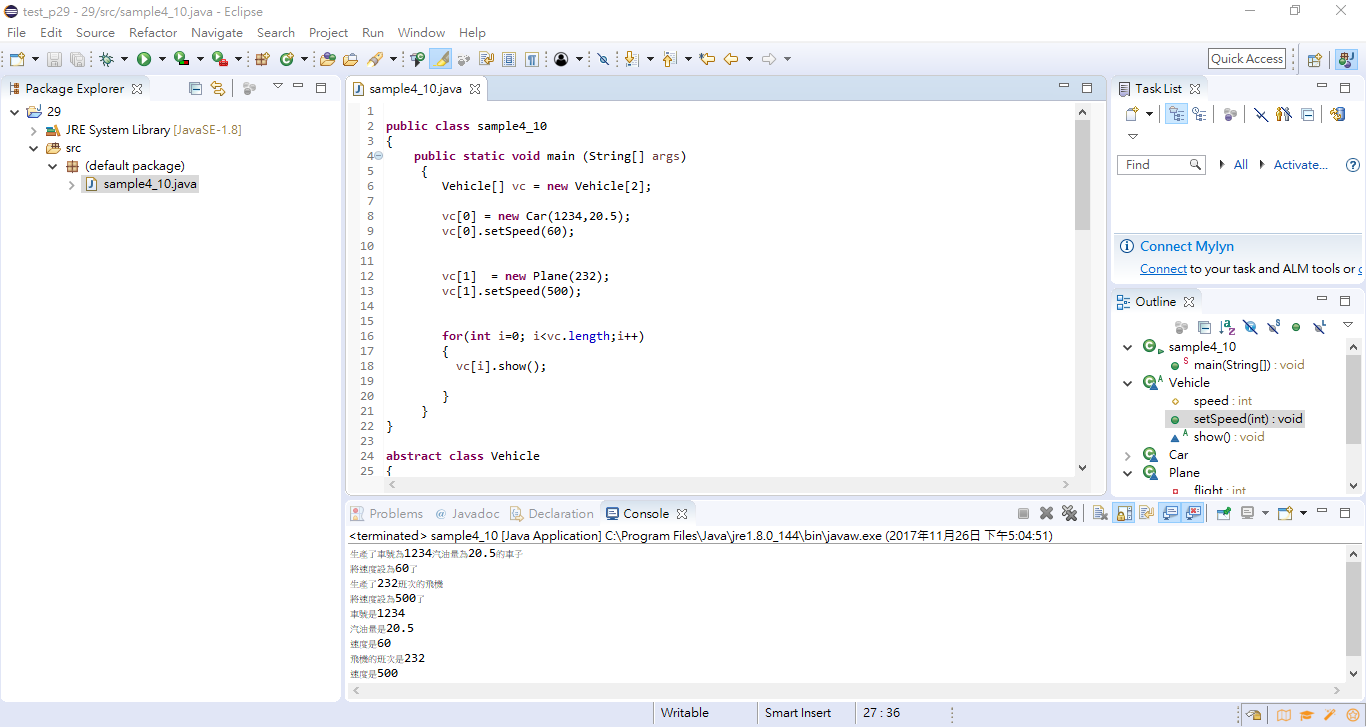 test_p29 - 29/src/sample4_10.java - Eclipse
File Edit Source Refactor Navigate Search Project Run Window Help
Quick Access
Package Explorer
29
JRE System Library [JavaSE-1.8]
src
(default package)
sample4_10.java
sample4_10.java
1
2 public class sample4_10
3 {
4 public static void main (String[] args)
5 {
6 Vehicle[] vc = new Vehicle[2];
7
8 vc[0] = new Car(1234,20.5);
9 vc[0].setSpeed(60);
10
11
12 vc[1]  = new Plane(232);
13 vc[1].setSpeed(500);
14
15
16 for(int i=0; i<vc.length;i++)
17 {
18 vc[i].show();
19
20 }
21 }
22 }
23
24 abstract class Vehicle
25 {
Task List
Find All Activate...
Connect Mylyn
Connect to your task and ALM tools or c
Outline
sample4_10
main(String[]) : void
Vehicle
speed : int
setSpeed(int) : void
show() : void
Car
Plane
flight : int
Problems @ Javadoc Declaration Console
<terminated> sample4_10 [Java Application] C:\Program Files\Java\jre1.8.0_144\bin\javaw.exe (2017年11月26日 下午5:04:51)
生產了車號為1234汽油量為20.5的車子
將速度設為60了
生產了232班次的飛機
將速度設為500了
車號是1234
汽油量是20.5
速度是60
飛機的班次是232
速度是500
Writable Smart Insert 27 : 36